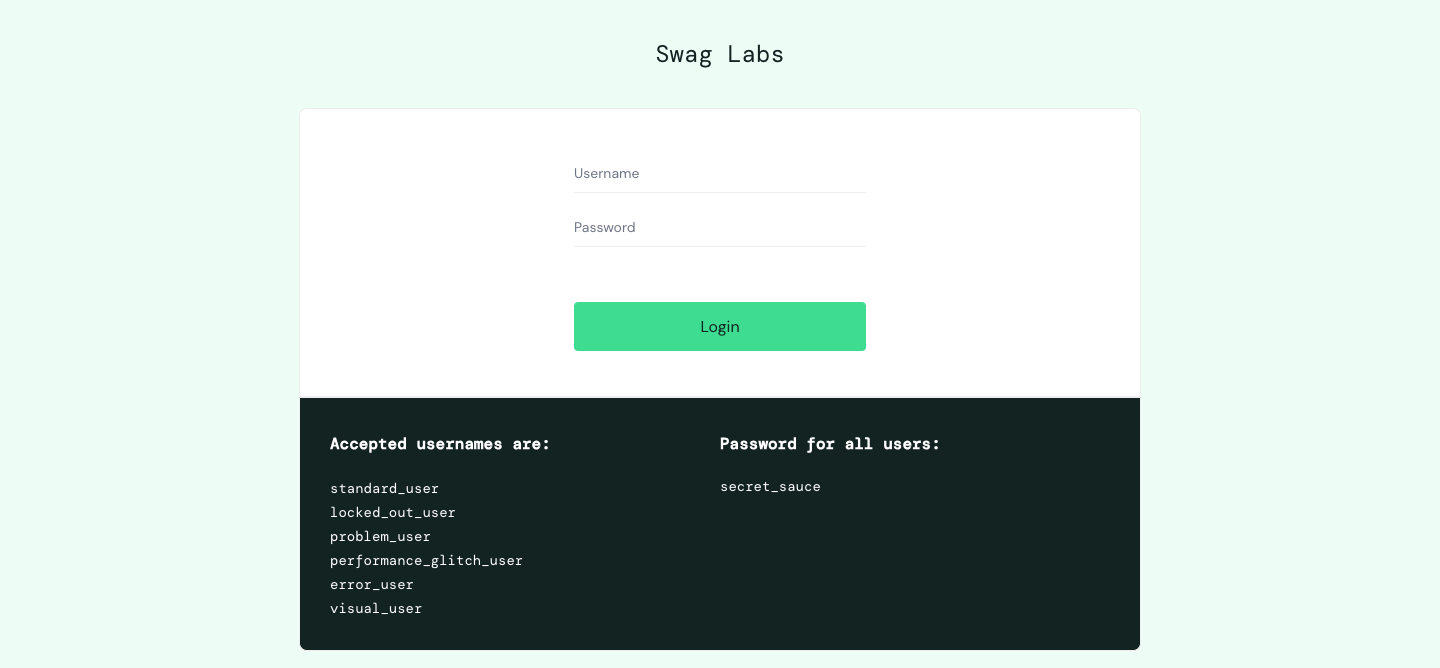 Swag Labs
Username
Password
Login
Accepted usernames are:
standard_user
locked_out_user
problem_user
performance_glitch_user
error_user
visual_user
Password for all users:
secret_sauce